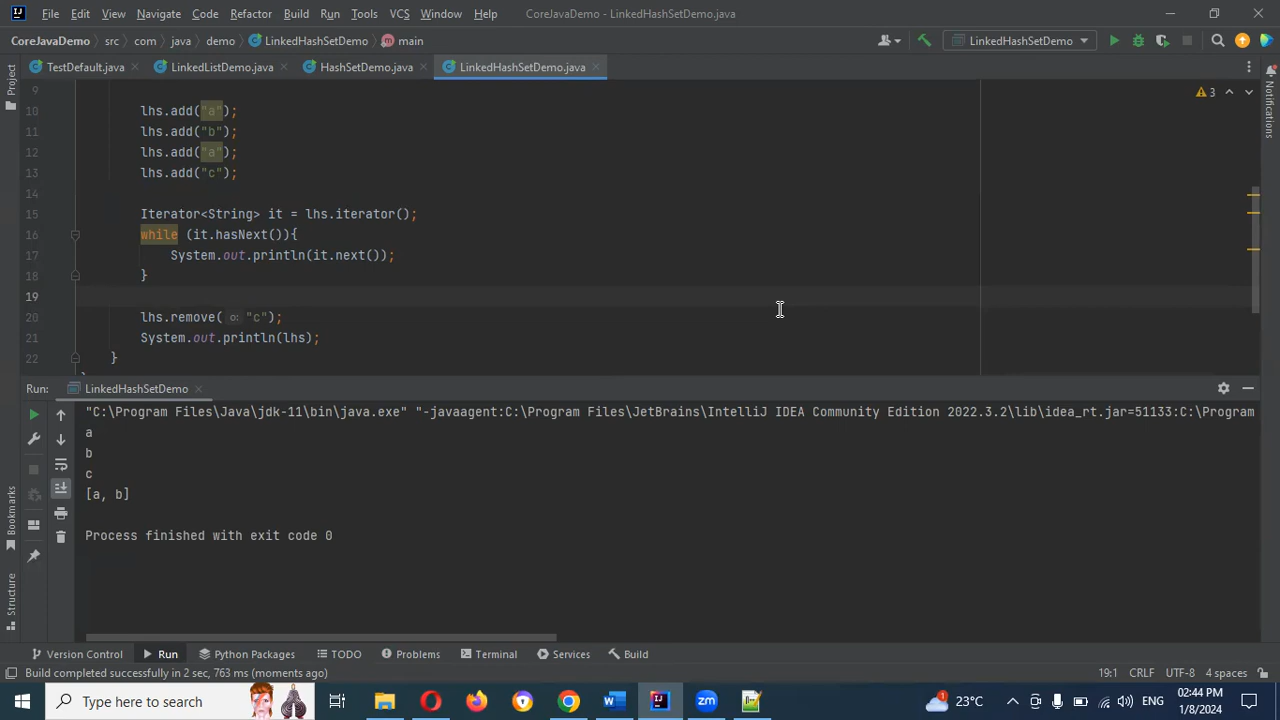 File Edit View Navigate Code Refactor Build Run Tools VCS Window Help CoreJavaDemo - LinkedHashSetDemo.java
CoreJavaDemo src com java demo LinkedHashSetDemo main LinkedHashSetDemo
TestDefault.java LinkedListDemo.java HashSetDemo.java LinkedHashSetDemo.java
Project
Notifications
9
3
10 lhs.add("a");
11 lhs.add("b");
12 lhs.add("a");
13 lhs.add("c");
14
15 Iterator<String> it = lhs.iterator();
16 while (it.hasNext()){
17 System.out.println(it.next());
18 }
19
20 lhs.remove( o: "c");
21 System.out.println(lhs);
22 }
}
Run: LinkedHashSetDemo
"C:\Program Files\Java\jdk-11\bin\java.exe" "-javaagent:C:\Program Files\JetBrains\IntelliJ IDEA Community Edition 2022.3.2\lib\idea_rt.jar=51133:C:\Program
a
b
c
[a, b]
Process finished with exit code 0
Bookmarks
Structure
Version Control Run Python Packages TODO Problems Terminal Services Build
Build completed successfully in 2 sec, 763 ms (moments ago) 19:1 CRLF UTF-8 4 spaces
Type here to search 23°C ENG 02:44 PM
1/8/2024